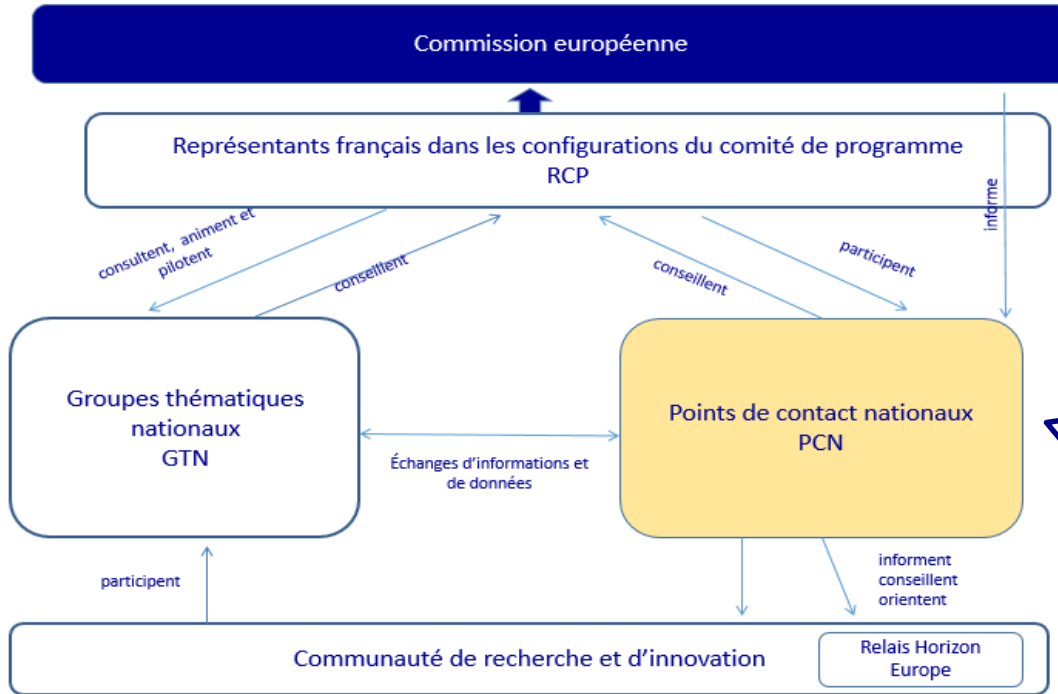 Commission européenne
Représentants français dans les configurations du comité de programme
RCP
informe
consultent, animent et
pilotent
conseillent
conseillent
participent
Groupes thématiques
nationaux
GTN
Points de contact nationaux
PCN
Échanges d'informations et
de données
participent
informent
conseillent
orientent
Communauté de recherche et d'innovation
Relais Horizon
Europe